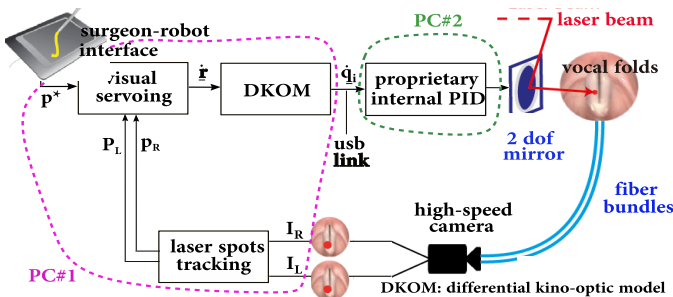 surgeon-robot
interface
PC#2
laser beam
p*
visual
servoing
ṙ
DKOM
q̇i
proprietary
internal PID
vocal folds
usb
link
2 dof
mirror
PL
PR
fiber
bundles
high-speed
camera
laser spots
tracking
IR
IL
PC#1
DKOM: differential kino-optic model